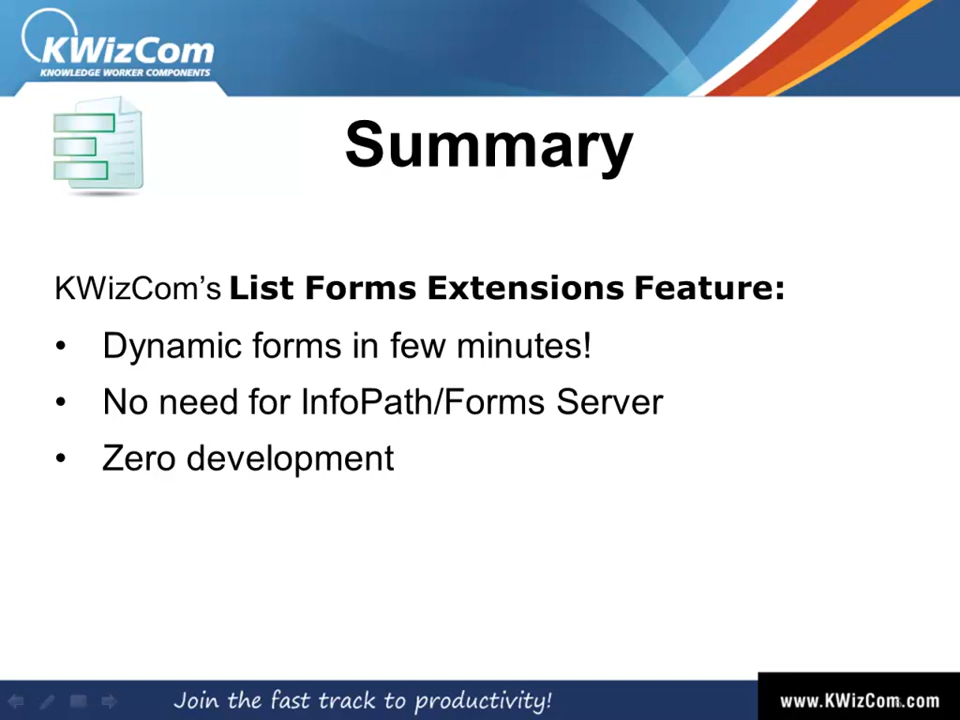 KWizCom
KNOWLEDGE WORKER COMPONENTS
Summary
KWizCom’s List Forms Extensions Feature:
• Dynamic forms in few minutes!
• No need for InfoPath/Forms Server
• Zero development
Join the fast track to productivity!
www.KWizCom.com